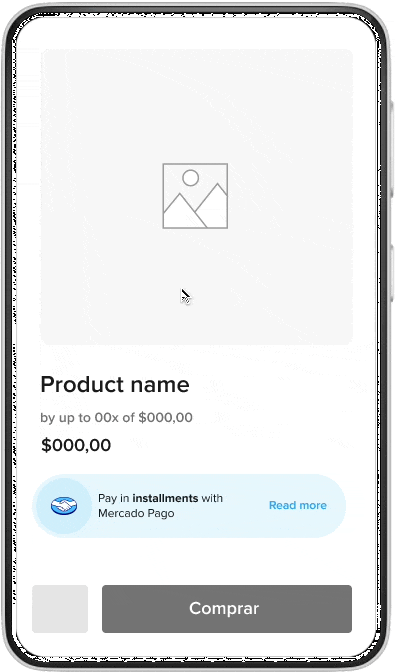 Product name
by up to 00x of $000,00
$000,00
Pay in installments with
Mercado Pago
Read more
Comprar